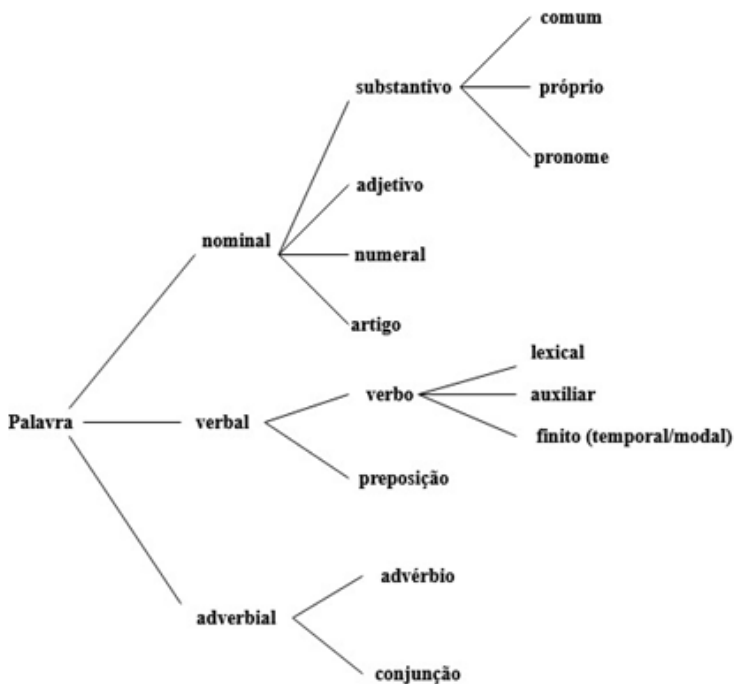 comum
substantivo
próprio
pronome
adjetivo
nominal
numeral
artigo
lexical
verbo
auxiliar
Palavra
verbal
finito (temporal/modal)
preposição
advérbio
adverbial
conjunção